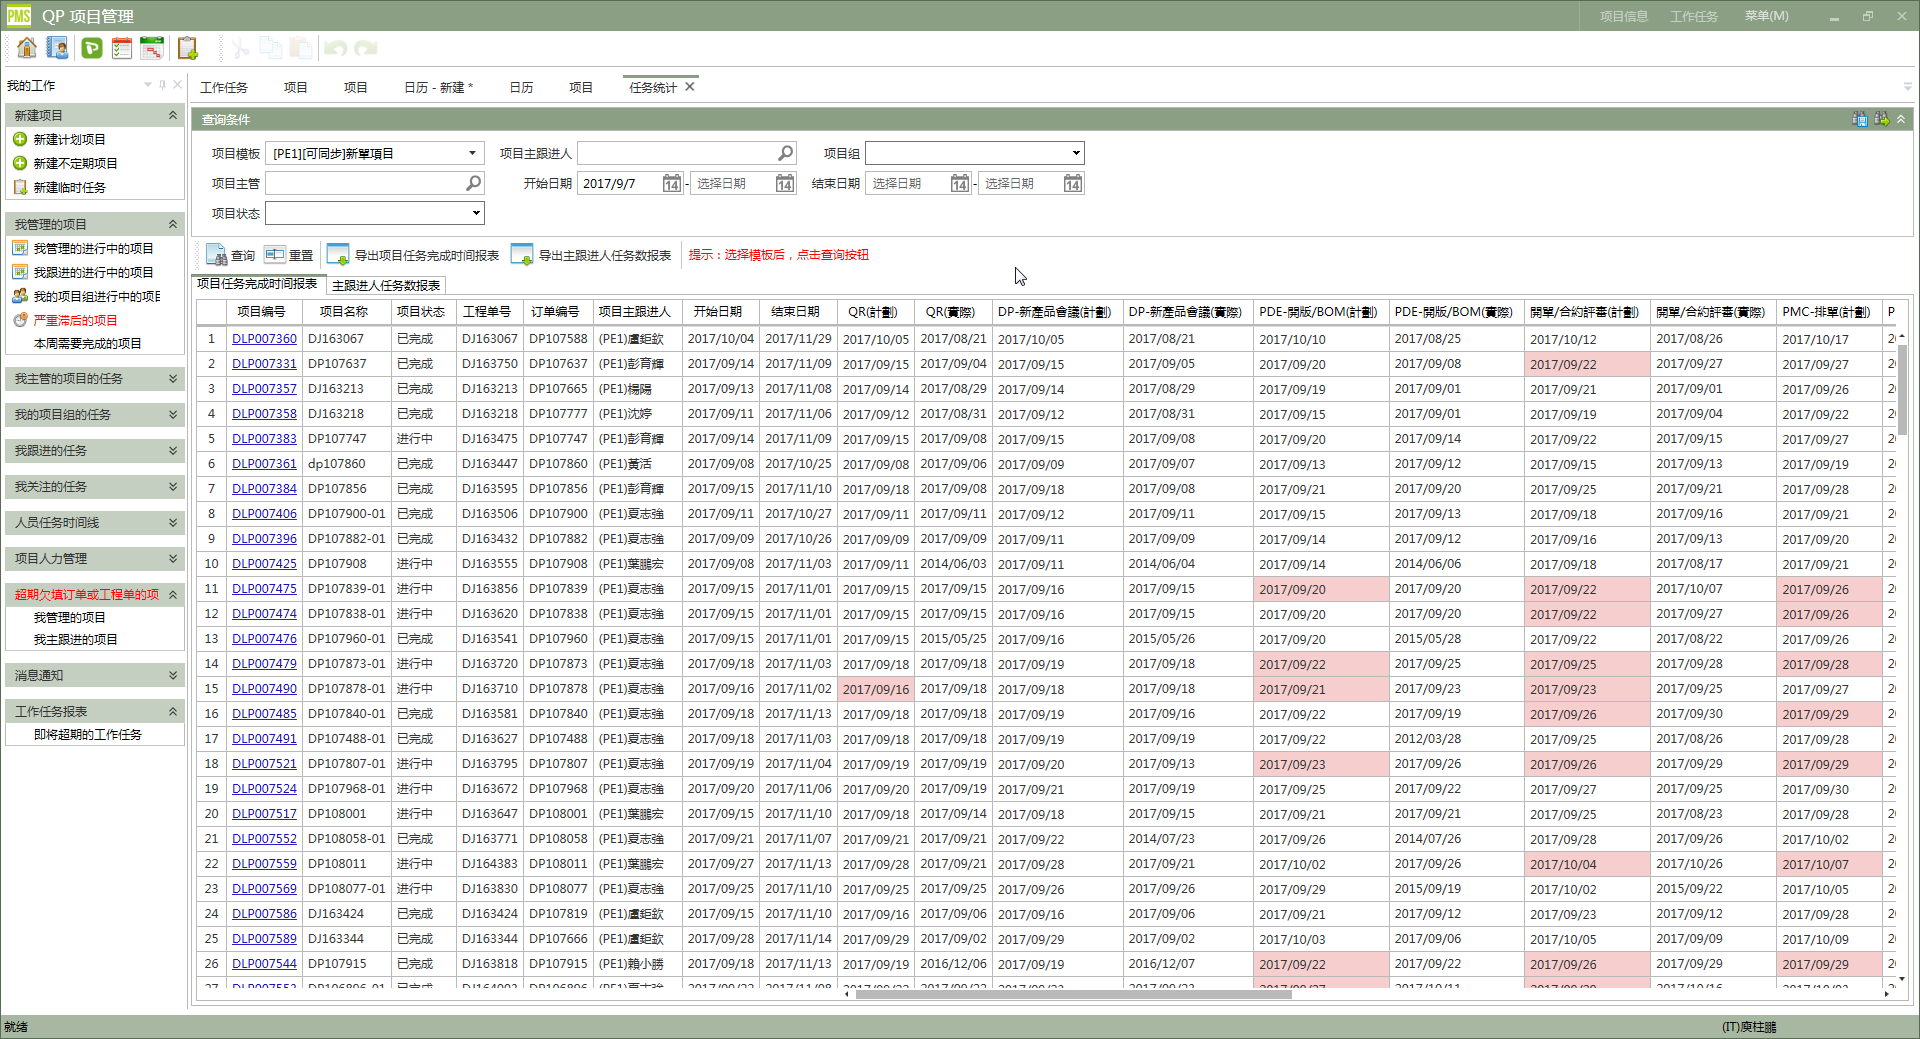 PMS QP 项目管理 项目信息 工作任务 菜单(M)
我的工作
新建项目
新建计划项目
新建不定期项目
新建临时任务
我管理的项目
我管理的进行中的项目
我跟进的进行中的项目
我的项目组进行中的项目
严重滞后的项目
本周需要完成的项目
我主管的项目的任务
我的项目组的任务
我跟进的任务
我关注的任务
人员任务时间线
项目人力管理
超期欠填订单或工程单的项
我管理的项目
我主跟进的项目
消息通知
工作任务报表
即将超期的工作任务
工作任务 项目 项目 日历 - 新建 * 日历 项目 任务统计
查询条件
项目模板 [PE1][可同步]新單項目 项目主跟进人 项目组
项目主管 开始日期 2017/9/7 14 - 选择日期 14 结束日期 选择日期 14 - 选择日期 14
项目状态
查询 重置 导出项目任务完成时间报表 导出主跟进人任务数报表 提示：选择模板后，点击查询按钮
项目任务完成时间报表 主跟进人任务数报表
项目编号 项目名称 项目状态 工程单号 订单编号 项目主跟进人 开始日期 结束日期 QR(計劃) QR(實際) DP-新產品會議(計劃) DP-新產品會議(實際) PDE-開版/BOM(計劃) PDE-開版/BOM(實際) 開單/合約評審(計劃) 開單/合約評審(實際) PMC-排單(計劃) P
1 DLP007360 DJ163067 已完成 DJ163067 DP107588 (PE1)盧鉅欽 2017/10/04 2017/11/29 2017/10/05 2017/08/21 2017/10/05 2017/08/21 2017/10/10 2017/08/25 2017/10/12 2017/08/26 2017/10/17 20
2 DLP007331 DP107637 已完成 DJ163750 DP107637 (PE1)彭育輝 2017/09/14 2017/11/09 2017/09/15 2017/09/04 2017/09/15 2017/09/05 2017/09/20 2017/09/08 2017/09/22 2017/09/27 2017/09/27 20
3 DLP007357 DJ163213 已完成 DJ163213 DP107665 (PE1)楊陽 2017/09/13 2017/11/08 2017/09/14 2017/08/29 2017/09/14 2017/08/29 2017/09/19 2017/09/01 2017/09/21 2017/09/01 2017/09/26 20
4 DLP007358 DJ163218 已完成 DJ163218 DP107777 (PE1)沈婷 2017/09/11 2017/11/06 2017/09/12 2017/08/31 2017/09/12 2017/08/31 2017/09/15 2017/09/01 2017/09/19 2017/09/04 2017/09/22 20
5 DLP007383 DP107747 进行中 DJ163475 DP107747 (PE1)彭育輝 2017/09/14 2017/11/09 2017/09/15 2017/09/08 2017/09/15 2017/09/08 2017/09/20 2017/09/14 2017/09/22 2017/09/15 2017/09/27 20
6 DLP007361 dp107860 已完成 DJ163447 DP107860 (PE1)黃活 2017/09/08 2017/10/25 2017/09/08 2017/09/06 2017/09/09 2017/09/07 2017/09/13 2017/09/12 2017/09/15 2017/09/13 2017/09/19 20
7 DLP007384 DP107856 已完成 DJ163595 DP107856 (PE1)彭育輝 2017/09/15 2017/11/10 2017/09/18 2017/09/08 2017/09/18 2017/09/08 2017/09/21 2017/09/20 2017/09/25 2017/09/21 2017/09/28 20
8 DLP007406 DP107900-01 已完成 DJ163506 DP107900 (PE1)夏志強 2017/09/11 2017/10/27 2017/09/11 2017/09/11 2017/09/12 2017/09/11 2017/09/15 2017/09/13 2017/09/18 2017/09/16 2017/09/21 20
9 DLP007396 DP107882-01 已完成 DJ163432 DP107882 (PE1)夏志強 2017/09/09 2017/10/26 2017/09/09 2017/09/09 2017/09/11 2017/09/09 2017/09/14 2017/09/12 2017/09/16 2017/09/13 2017/09/20 20
10 DLP007425 DP107908 进行中 DJ163555 DP107908 (PE1)葉鵬宏 2017/09/08 2017/11/03 2017/09/11 2014/06/03 2017/09/11 2014/06/04 2017/09/14 2014/06/06 2017/09/18 2017/08/17 2017/09/21 20
11 DLP007475 DP107839-01 进行中 DJ163856 DP107839 (PE1)夏志強 2017/09/15 2017/11/01 2017/09/15 2017/09/15 2017/09/16 2017/09/15 2017/09/20 2017/09/20 2017/09/22 2017/10/07 2017/09/26 20
12 DLP007474 DP107838-01 进行中 DJ163620 DP107838 (PE1)夏志強 2017/09/15 2017/11/01 2017/09/15 2017/09/15 2017/09/16 2017/09/15 2017/09/20 2017/09/20 2017/09/22 2017/09/27 2017/09/26 20
13 DLP007476 DP107960-01 已完成 DJ163541 DP107960 (PE1)夏志強 2017/09/15 2017/11/01 2017/09/15 2015/05/25 2017/09/16 2015/05/26 2017/09/20 2015/05/28 2017/09/22 2017/08/22 2017/09/26 20
14 DLP007479 DP107873-01 进行中 DJ163720 DP107873 (PE1)夏志強 2017/09/18 2017/11/03 2017/09/18 2017/09/18 2017/09/19 2017/09/18 2017/09/22 2017/09/25 2017/09/25 2017/09/28 2017/09/28 20
15 DLP007490 DP107878-01 进行中 DJ163710 DP107878 (PE1)夏志強 2017/09/16 2017/11/02 2017/09/16 2017/09/18 2017/09/18 2017/09/18 2017/09/21 2017/09/23 2017/09/23 2017/09/25 2017/09/27 20
16 DLP007485 DP107840-01 已完成 DJ163581 DP107840 (PE1)夏志強 2017/09/18 2017/11/13 2017/09/18 2017/09/18 2017/09/19 2017/09/16 2017/09/22 2017/09/19 2017/09/26 2017/09/30 2017/09/29 20
17 DLP007491 DP107488-01 已完成 DJ163627 DP107488 (PE1)夏志強 2017/09/18 2017/11/03 2017/09/18 2017/09/18 2017/09/19 2017/09/19 2017/09/22 2012/03/28 2017/09/25 2017/08/26 2017/09/28 20
18 DLP007521 DP107807-01 进行中 DJ163795 DP107807 (PE1)夏志強 2017/09/19 2017/11/04 2017/09/19 2017/09/19 2017/09/20 2017/09/13 2017/09/23 2017/09/26 2017/09/26 2017/09/29 2017/09/29 20
19 DLP007524 DP107968-01 进行中 DJ163672 DP107968 (PE1)夏志強 2017/09/20 2017/11/06 2017/09/20 2017/09/19 2017/09/21 2017/09/19 2017/09/25 2017/09/22 2017/09/27 2017/09/25 2017/09/30 20
20 DLP007517 DP108001 进行中 DJ163647 DP108001 (PE1)葉鵬宏 2017/09/15 2017/11/10 2017/09/18 2017/09/14 2017/09/18 2017/09/15 2017/09/21 2017/09/21 2017/09/25 2017/08/23 2017/09/28 20
21 DLP007552 DP108058-01 已完成 DJ163771 DP108058 (PE1)夏志強 2017/09/21 2017/11/07 2017/09/21 2017/09/21 2017/09/22 2014/07/23 2017/09/26 2014/07/26 2017/09/28 2017/09/26 2017/10/02 20
22 DLP007559 DP108011 进行中 DJ164383 DP108011 (PE1)葉鵬宏 2017/09/27 2017/11/13 2017/09/28 2017/09/21 2017/09/28 2017/09/21 2017/10/02 2017/09/26 2017/10/04 2017/10/26 2017/10/07 20
23 DLP007569 DP108077-01 进行中 DJ163830 DP108077 (PE1)夏志強 2017/09/25 2017/11/10 2017/09/25 2017/09/25 2017/09/26 2017/09/26 2017/09/29 2015/09/19 2017/10/02 2015/09/22 2017/10/05 20
24 DLP007586 DJ163424 已完成 DJ163424 DP107819 (PE1)盧鉅欽 2017/09/15 2017/11/10 2017/09/16 2017/09/06 2017/09/16 2017/09/06 2017/09/21 2017/09/12 2017/09/23 2017/09/12 2017/09/28 20
25 DLP007589 DJ163344 已完成 DJ163344 DP107666 (PE1)盧鉅欽 2017/09/28 2017/11/14 2017/09/29 2017/09/02 2017/09/29 2017/09/02 2017/10/03 2017/09/06 2017/10/05 2017/09/09 2017/10/09 20
26 DLP007544 DP107915 已完成 DJ163818 DP107915 (PE1)賴小勝 2017/09/18 2017/11/13 2017/09/19 2016/12/06 2017/09/19 2016/12/07 2017/09/22 2017/09/22 2017/09/26 2017/09/29 2017/09/29 20
就绪 (IT)庾柱鵬